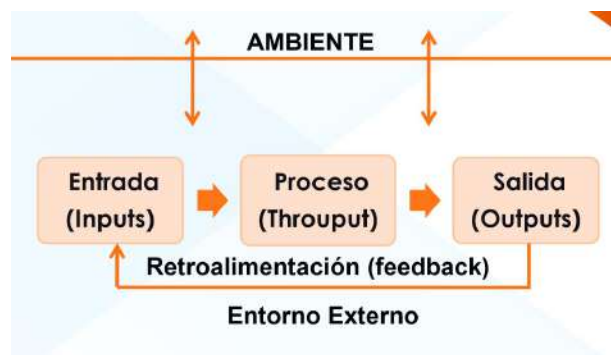 AMBIENTE
Entrada
(Inputs)
Proceso
(Throuput)
Salida
(Outputs)
Retroalimentación (feedback)
Entorno Externo